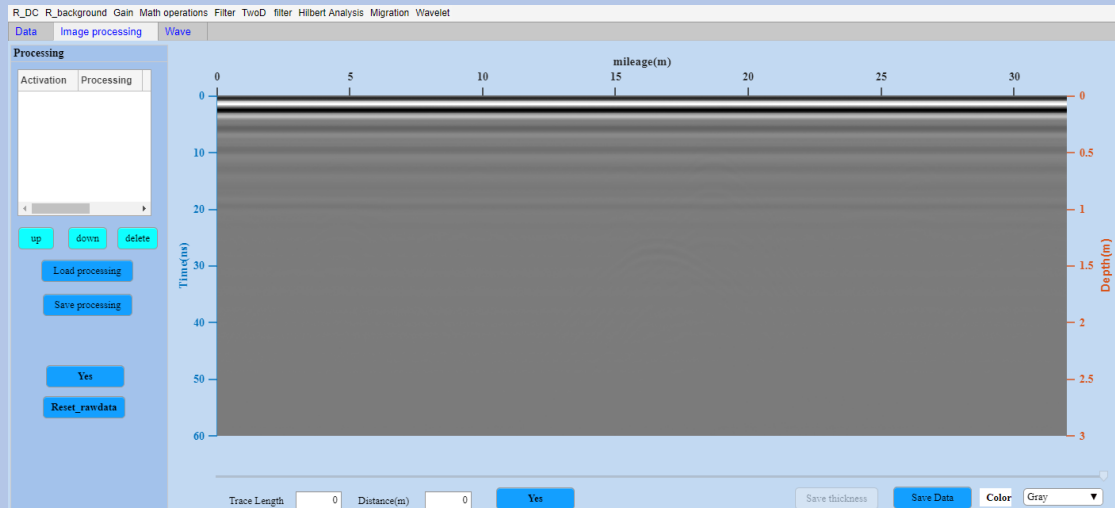 R_DC R_background Gain Math operations Filter TwoD filter Hilbert Analysis Migration Wavelet
Data Image processing Wave
Processing
Activation Processing
up down delete
Load processing
Save processing
Yes
Reset_rawdata
mileage(m)
0 5 10 15 20 25 30
Time(ns)
0
10
20
30
40
50
60
Depth(m)
0
0.5
1
1.5
2
2.5
3
Trace Length 0 Distance(m) 0 Yes Save thickness Save Data Color Gray